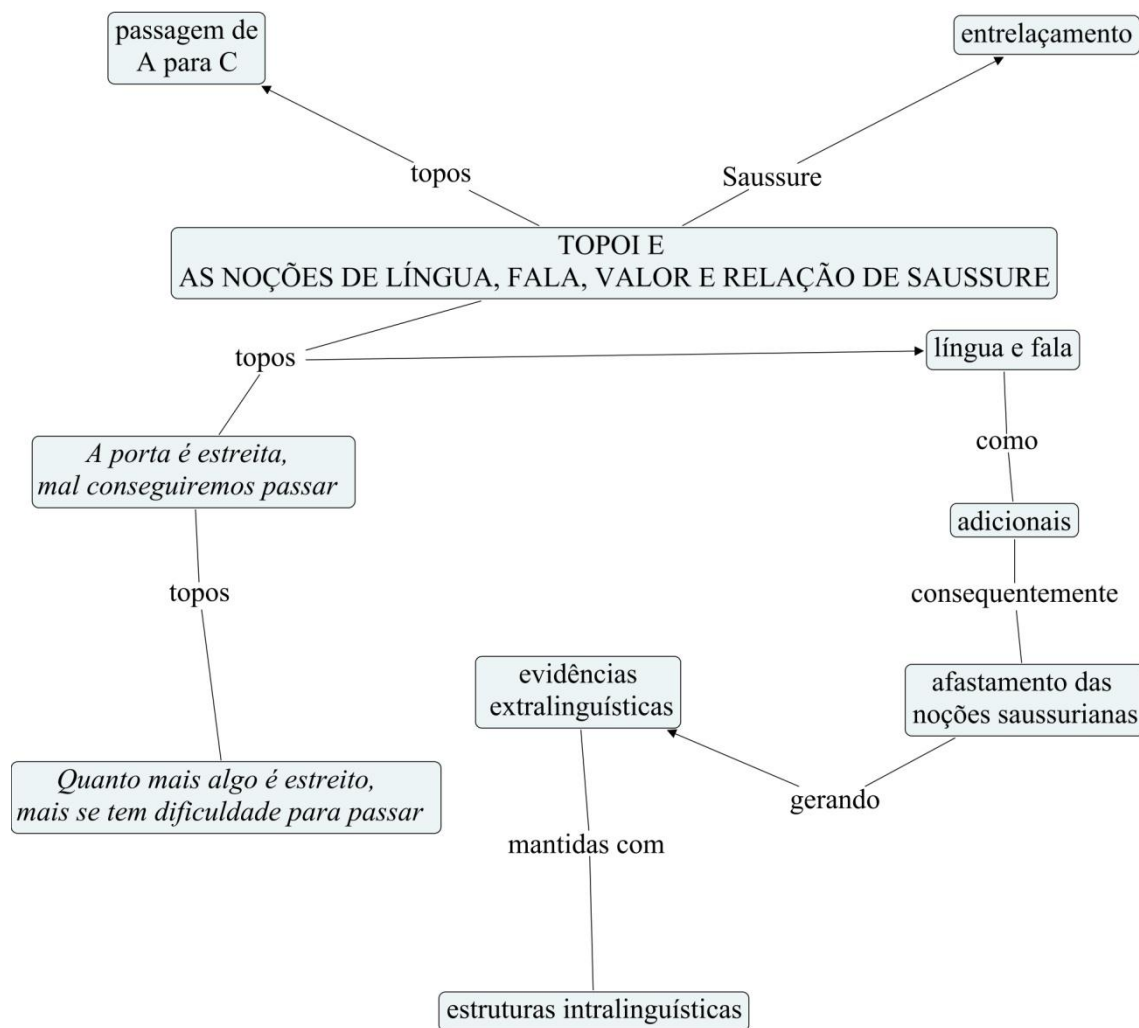 passagem de
A para C
entrelaçamento
topos
Saussure
TOPOI E
AS NOÇÕES DE LÍNGUA, FALA, VALOR E RELAÇÃO DE SAUSSURE
topos
língua e fala
A porta é estreita,
mal conseguiremos passar
como
adicionais
topos
consequentemente
evidências
extralinguísticas
afastamento das
noções saussurianas
Quanto mais algo é estreito,
mais se tem dificuldade para passar
gerando
mantidas com
estruturas intralinguísticas